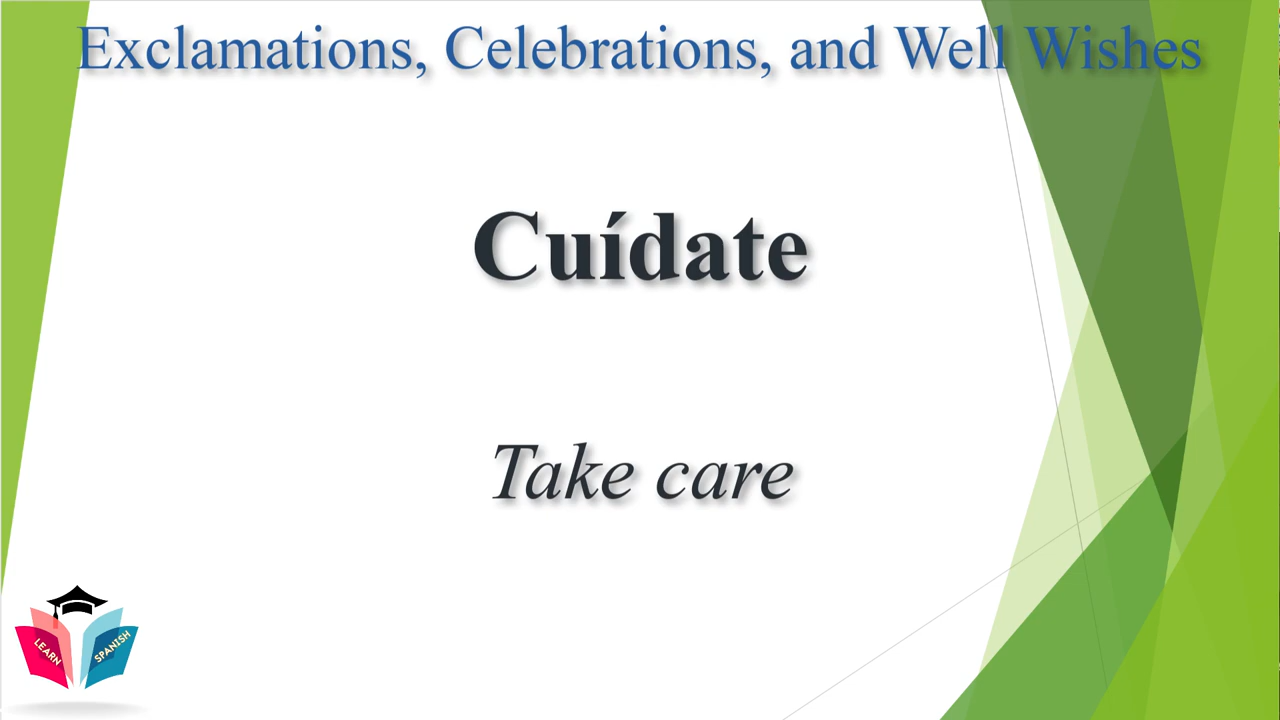 Exclamations, Celebrations, and Well Wishes
Cuídate
Take care
LEARN SPANISH